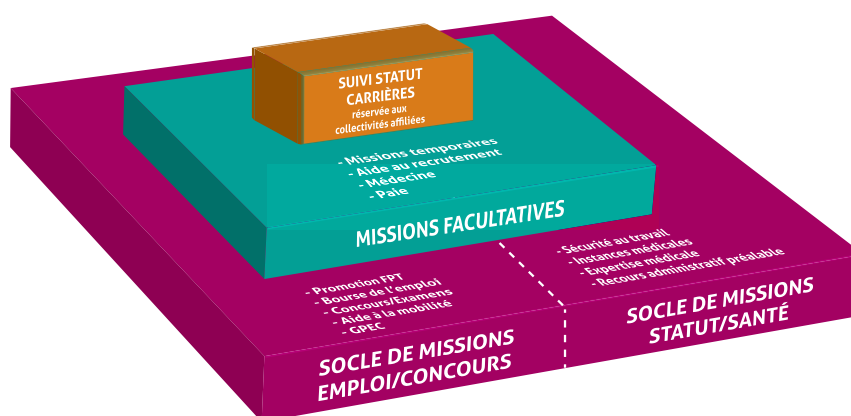 SUIVI STATUT
CARRIÈRES
réservée aux
collectivités affiliées
- Missions temporaires
- Aide au recrutement
- Médecine
- Paie
MISSIONS FACULTATIVES
- Promotion FPT
- Bourse de l'emploi
- Concours/Examens
- Aide à la mobilité
- GPEC
SOCLE DE MISSIONS
EMPLOI/CONCOURS
- Sécurité au travail
- Instances médicales
- Expertise médicale
- Recours administratif préalable
SOCLE DE MISSIONS
STATUT/SANTÉ